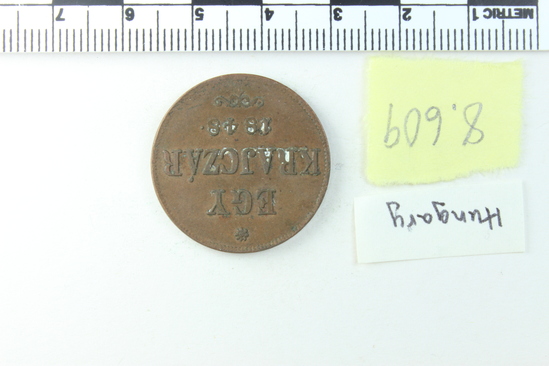 EGY
KRAJCZÁR
1848
Hungary
8.609
METRIC 1 2 3 4 5 6 7